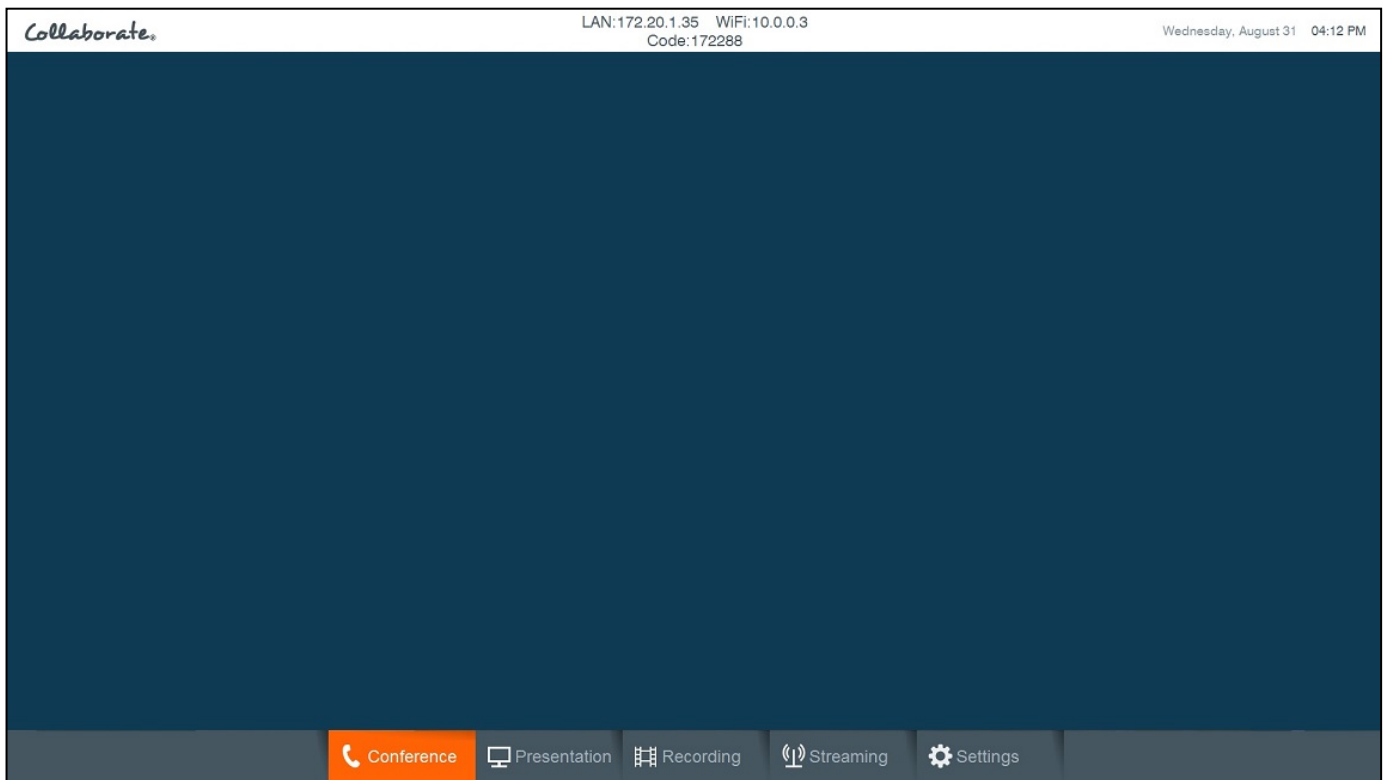 Collaborate®
LAN:172.20.1.35 WiFi:10.0.0.3
Code:172288
Wednesday, August 31 04:12 PM
Conference
Presentation
Recording
Streaming
Settings